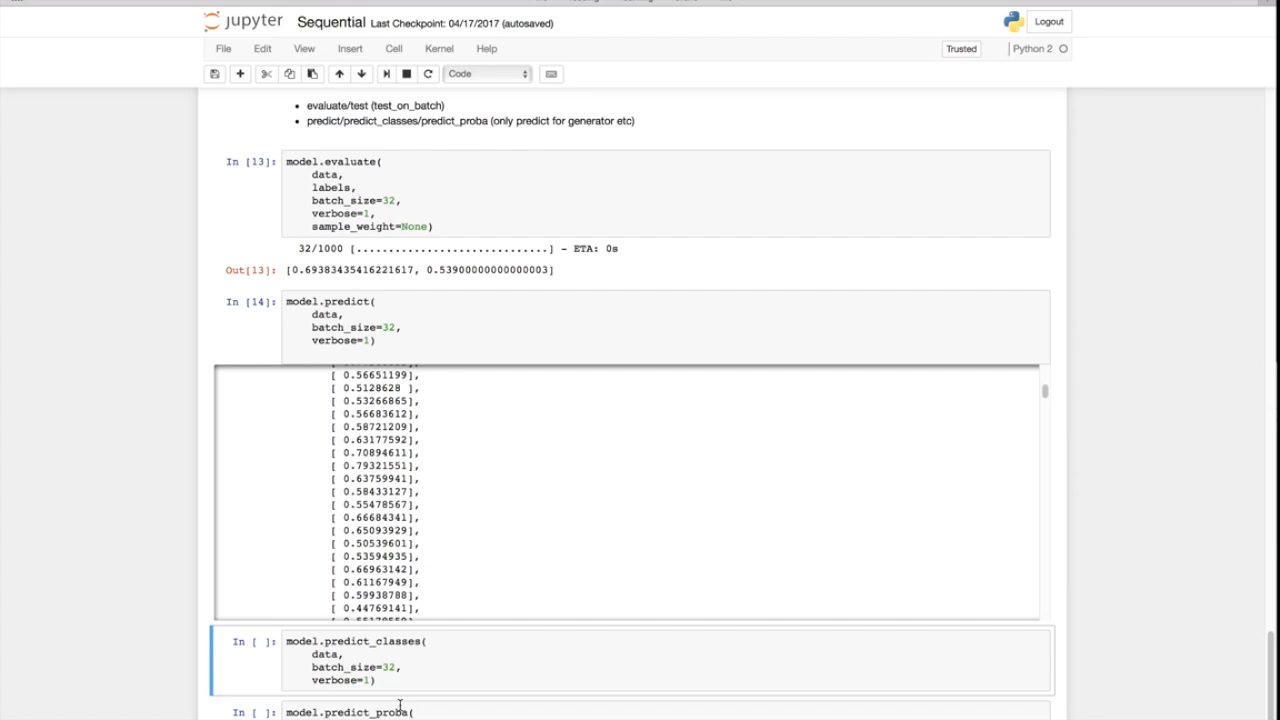 jupyter Sequential Last Checkpoint: 04/17/2017 (autosaved)
Logout
File Edit View Insert Cell Kernel Help
Trusted Python 2
Code
evaluate/test (test_on_batch)
predict/predict_classes/predict_proba (only predict for generator etc)
In [13]: model.evaluate(
data,
labels,
batch_size=32,
verbose=1,
sample_weight=None)
32/1000 [..............................] - ETA: 0s
Out[13]: [0.69383435416221617, 0.53900000000000003]
In [14]: model.predict(
data,
batch_size=32,
verbose=1)
[ 0.56651199],
[ 0.5128628 ],
[ 0.53266865],
[ 0.56683612],
[ 0.58721209],
[ 0.63177592],
[ 0.70894611],
[ 0.79321551],
[ 0.63759941],
[ 0.58433127],
[ 0.55478567],
[ 0.66684341],
[ 0.65093929],
[ 0.50539601],
[ 0.53594935],
[ 0.66963142],
[ 0.61167949],
[ 0.59938788],
[ 0.44769141],
In [ ]: model.predict_classes(
data,
batch_size=32,
verbose=1)
In [ ]: model.predict_proba(